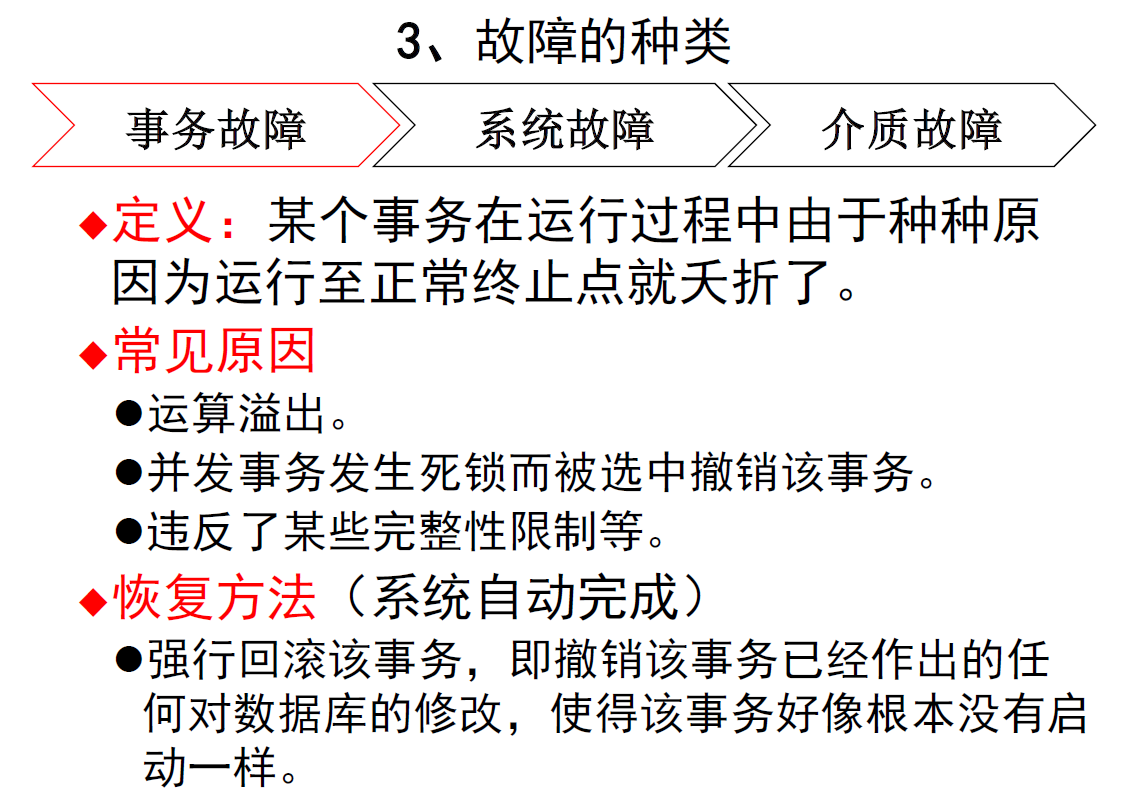 3、故障的种类
事务故障
系统故障
介质故障
◆定义：某个事务在运行过程中由于种种原
因为运行至正常终止点就夭折了。
◆常见原因
●运算溢出。
●并发事务发生死锁而被选中撤销该事务。
●违反了某些完整性限制等。
◆恢复方法（系统自动完成）
●强行回滚该事务，即撤销该事务已经作出的任
何对数据库的修改，使得该事务好像根本没有启
动一样。